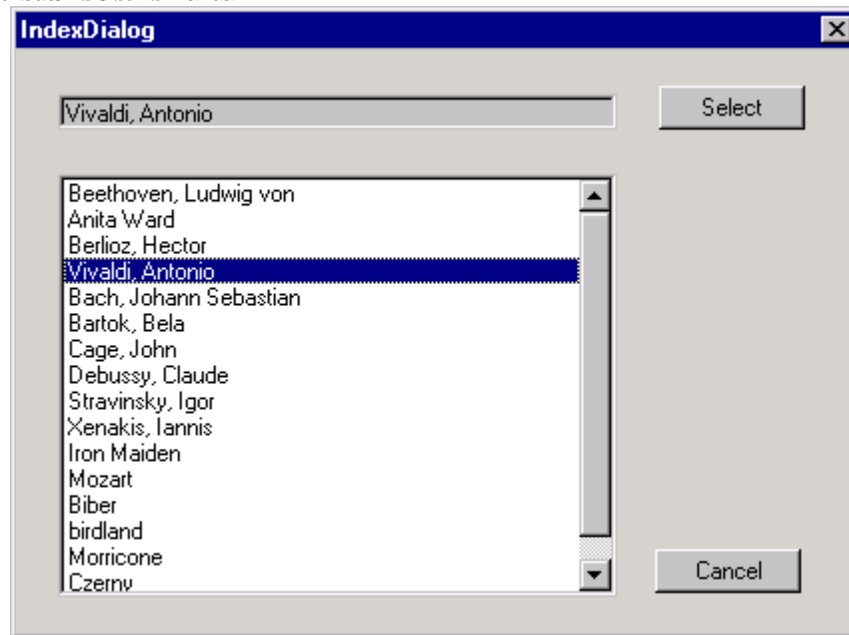 IndexDialog
Vivaldi, Antonio
Select
Beethoven, Ludwig von
Anita Ward
Berlioz, Hector
Vivaldi, Antonio
Bach, Johann Sebastian
Bartok, Bela
Cage, John
Debussy, Claude
Stravinsky, Igor
Xenakis, Iannis
Iron Maiden
Mozart
Biber
birdland
Morricone
Czerny
Cancel